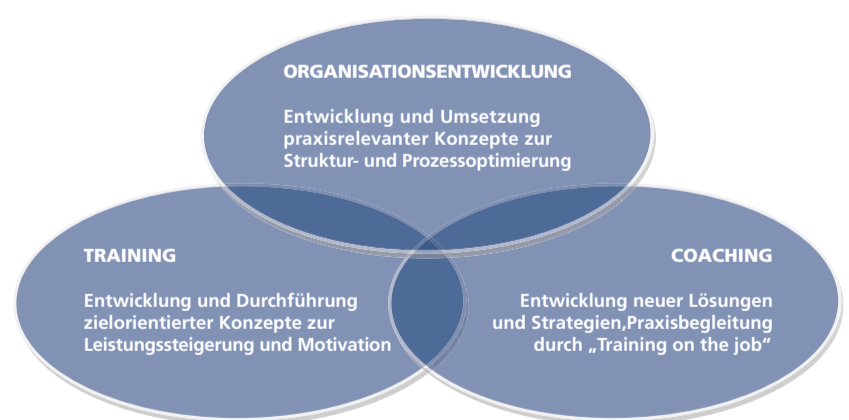 ORGANISATIONSENTWICKLUNG
Entwicklung und Umsetzung
praxisrelevanter Konzepte zur
Struktur- und Prozessoptimierung
TRAINING
Entwicklung und Durchführung
zielorientierter Konzepte zur
Leistungssteigerung und Motivation
COACHING
Entwicklung neuer Lösungen
und Strategien,Praxisbegleitung
durch „Training on the job“